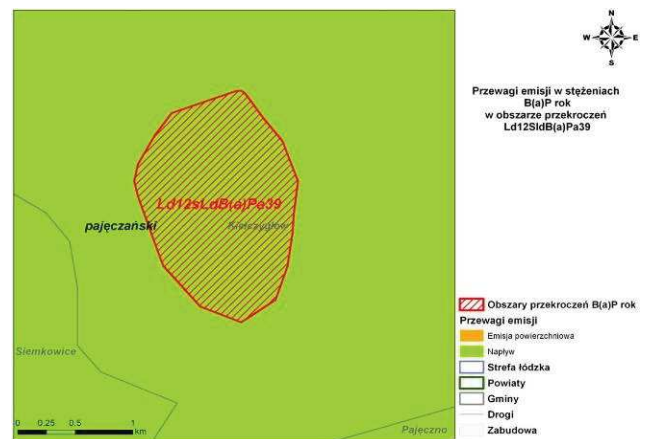 N
W E
S
Przewagi emisji w stężeniach
B(a)P rok
w obszarze przekroczeń
Ld12SldB(a)Pa39
Ld12sLdB(a)Pa39
pajęczański
Kiełczygłów
Siemkowice
Pajęczno
0 0.25 0.5 1
km
Obszary przekroczeń B(a)P rok
Przewagi emisji
Emisja powierzchniowa
Napływ
Strefa łódzka
Powiaty
Gminy
Drogi
Zabudowa